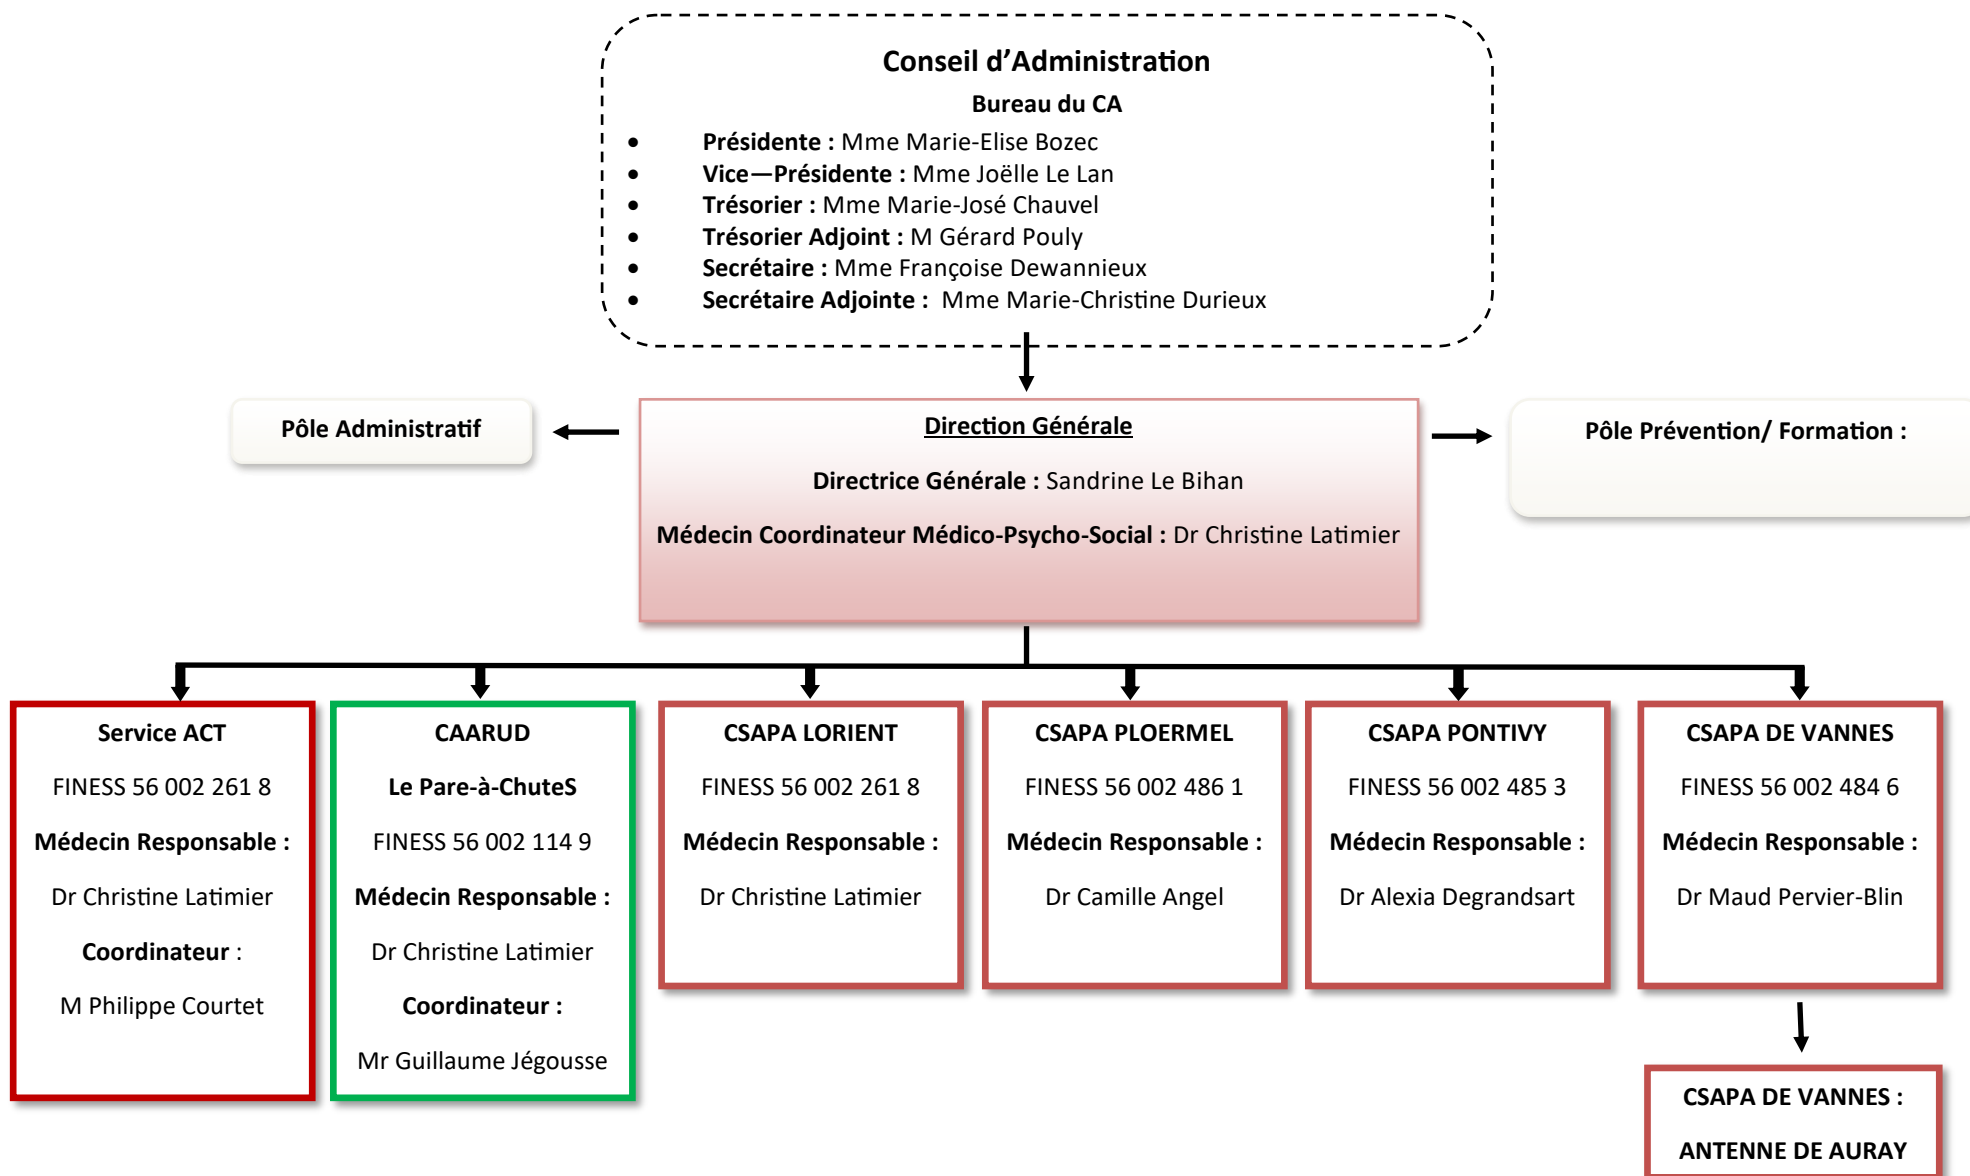 Conseil d’Administration
Bureau du CA
• Présidente : Mme Marie-Elise Bozec
• Vice—Présidente : Mme Joëlle Le Lan
• Trésorier : Mme Marie-José Chauvel
• Trésorier Adjoint : M Gérard Pouly
• Secrétaire : Mme Françoise Dewannieux
• Secrétaire Adjointe :  Mme Marie-Christine Durieux
Pôle Administratif
Direction Générale
Directrice Générale : Sandrine Le Bihan
Médecin Coordinateur Médico-Psycho-Social : Dr Christine Latimier
Pôle Prévention/ Formation :
Service ACT
FINESS 56 002 261 8
Médecin Responsable :
Dr Christine Latimier
Coordinateur :
M Philippe Courtet
CAARUD
Le Pare-à-ChuteS
FINESS 56 002 114 9
Médecin Responsable :
Dr Christine Latimier
Coordinateur :
Mr Guillaume Jégousse
CSAPA LORIENT
FINESS 56 002 261 8
Médecin Responsable :
Dr Christine Latimier
CSAPA PLOERMEL
FINESS 56 002 486 1
Médecin Responsable :
Dr Camille Angel
CSAPA PONTIVY
FINESS 56 002 485 3
Médecin Responsable :
Dr Alexia Degrandsart
CSAPA DE VANNES
FINESS 56 002 484 6
Médecin Responsable :
Dr Maud Pervier-Blin
CSAPA DE VANNES :
ANTENNE DE AURAY